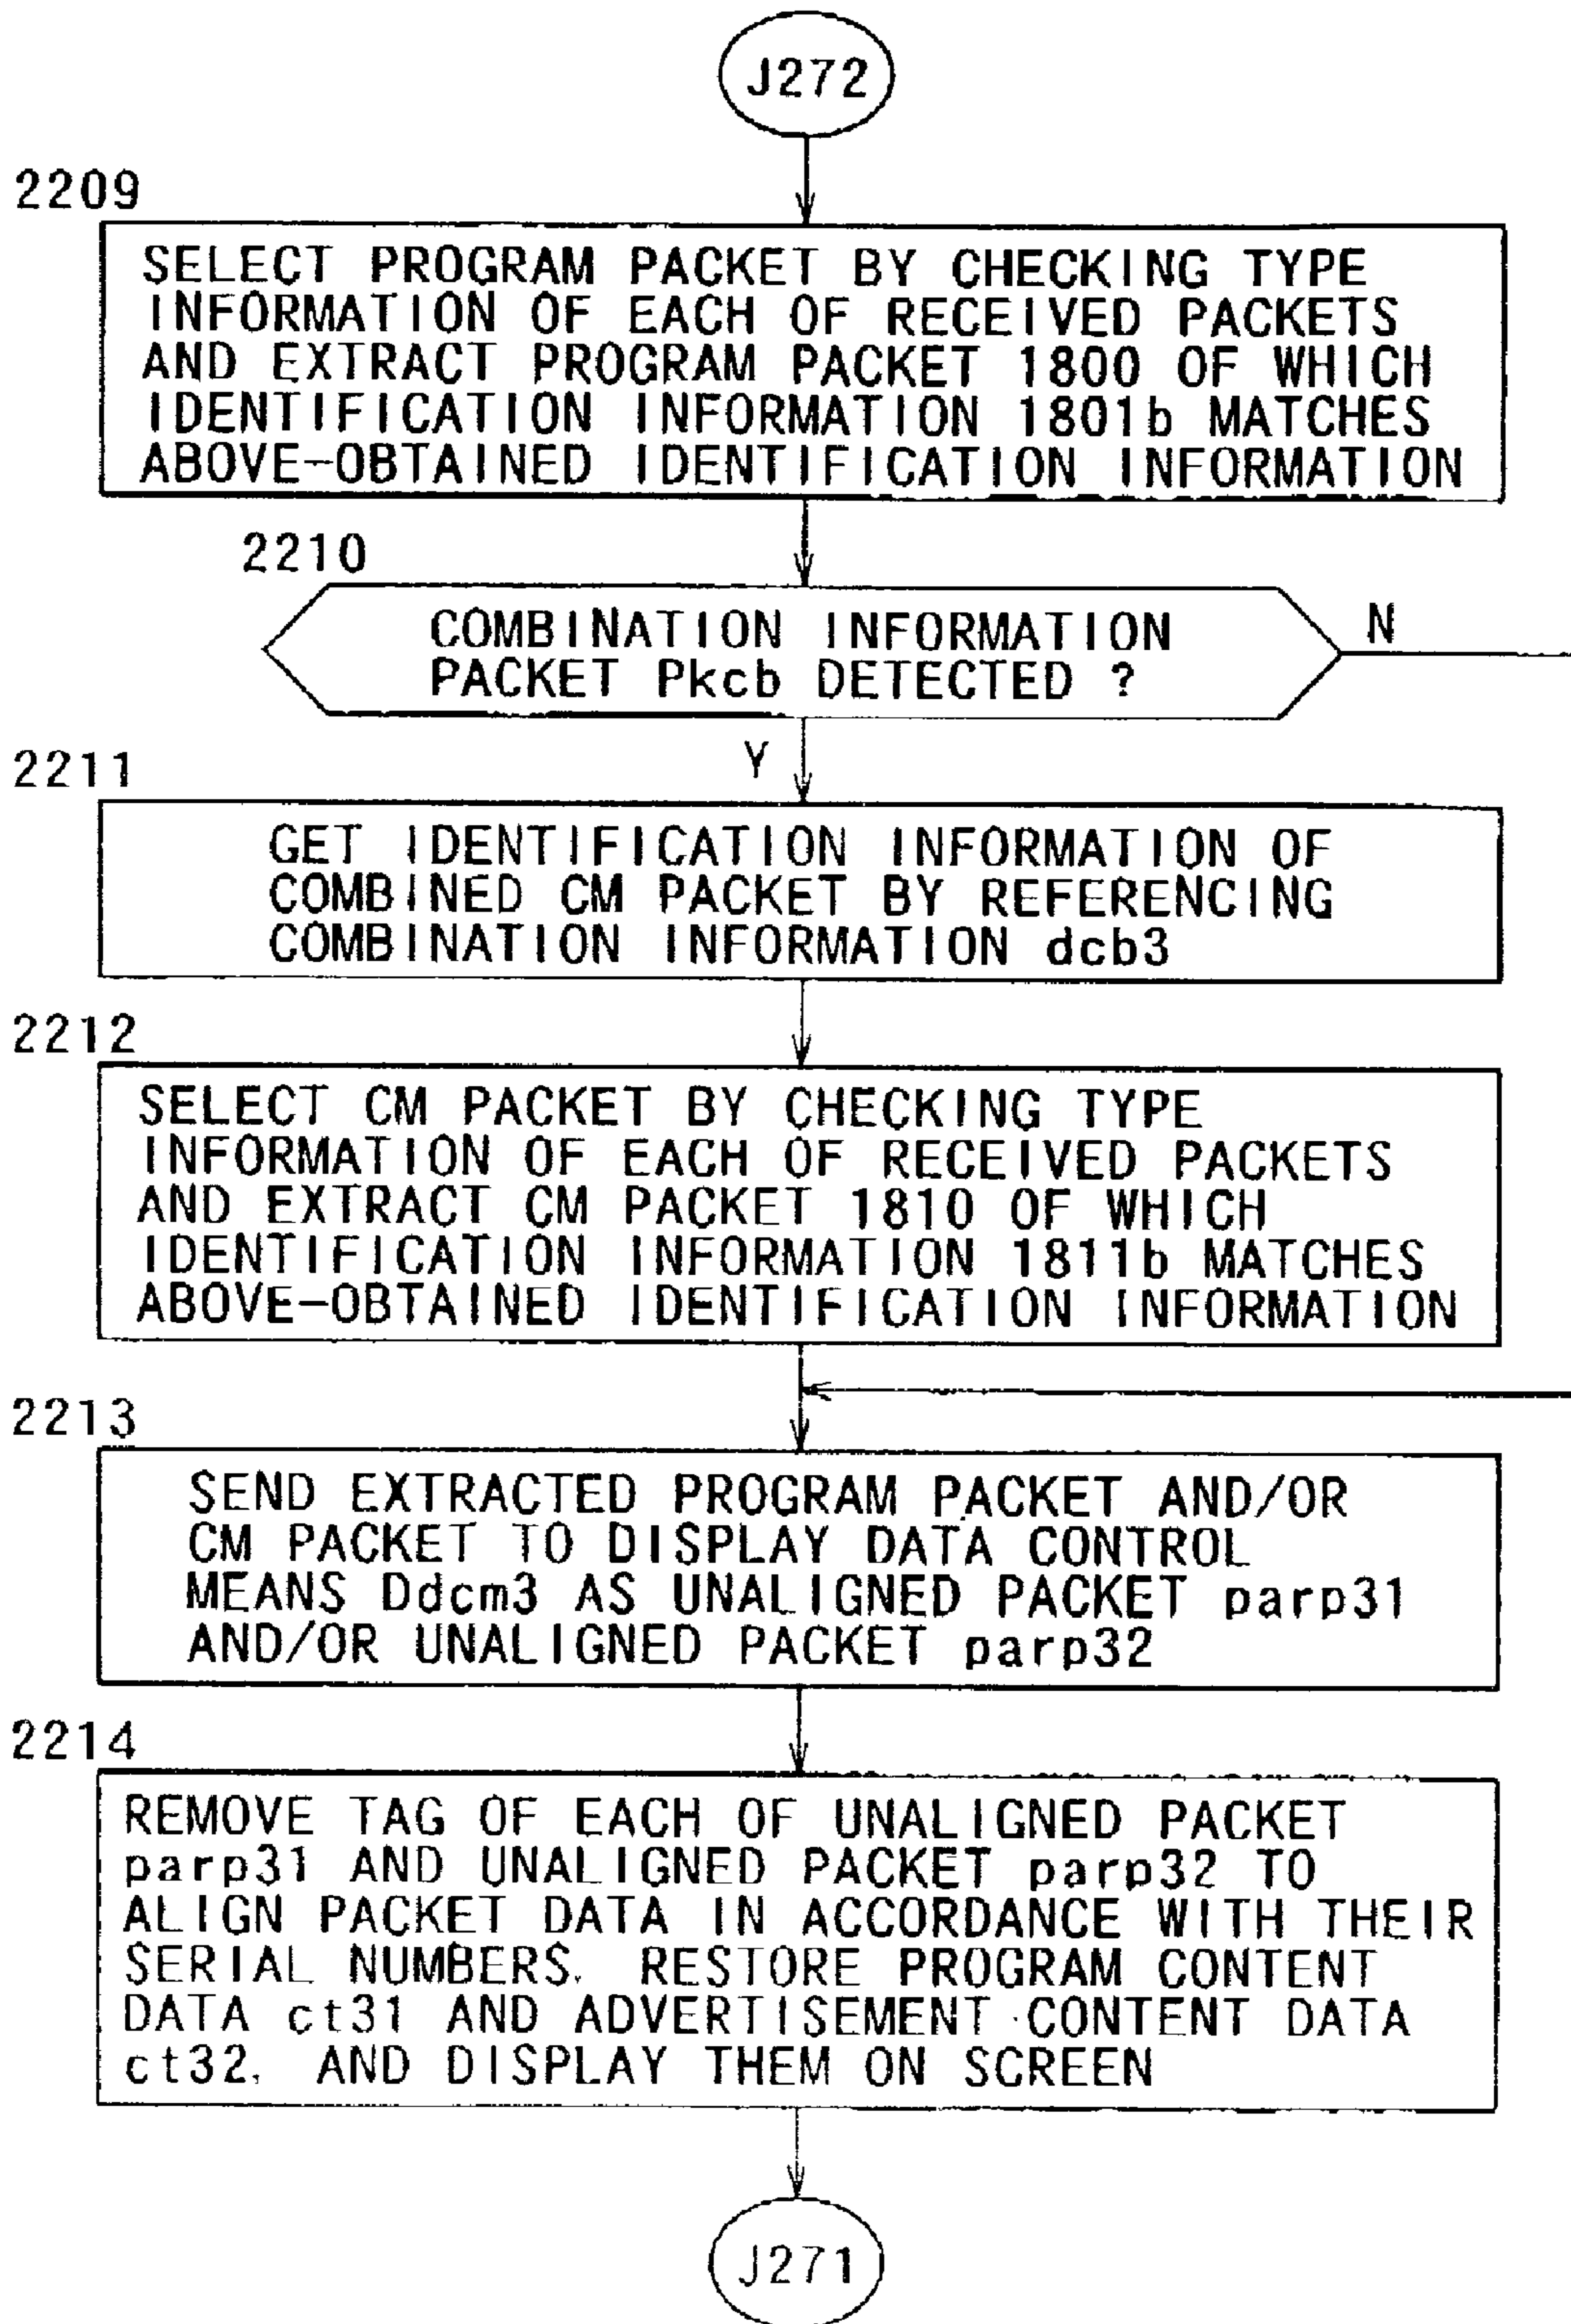 J272
2209
SELECT PROGRAM PACKET BY CHECKING TYPE
INFORMATION OF EACH OF RECEIVED PACKETS
AND EXTRACT PROGRAM PACKET 1800 OF WHICH
IDENTIFICATION INFORMATION 1801b MATCHES
ABOVE-OBTAINED IDENTIFICATION INFORMATION
2210
COMBINATION INFORMATION
PACKET Pkcb DETECTED ?
N
Y
2211
GET IDENTIFICATION INFORMATION OF
COMBINED CM PACKET BY REFERENCING
COMBINATION INFORMATION dcb3
2212
SELECT CM PACKET BY CHECKING TYPE
INFORMATION OF EACH OF RECEIVED PACKETS
AND EXTRACT CM PACKET 1810 OF WHICH
IDENTIFICATION INFORMATION 1811b MATCHES
ABOVE-OBTAINED IDENTIFICATION INFORMATION
2213
SEND EXTRACTED PROGRAM PACKET AND/OR
CM PACKET TO DISPLAY DATA CONTROL
MEANS Ddcm3 AS UNALIGNED PACKET parp31
AND/OR UNALIGNED PACKET parp32
2214
REMOVE TAG OF EACH OF UNALIGNED PACKET
parp31 AND UNALIGNED PACKET parp32 TO
ALIGN PACKET DATA IN ACCORDANCE WITH THEIR
SERIAL NUMBERS, RESTORE PROGRAM CONTENT
DATA ct31 AND ADVERTISEMENT CONTENT DATA
ct32, AND DISPLAY THEM ON SCREEN
J271